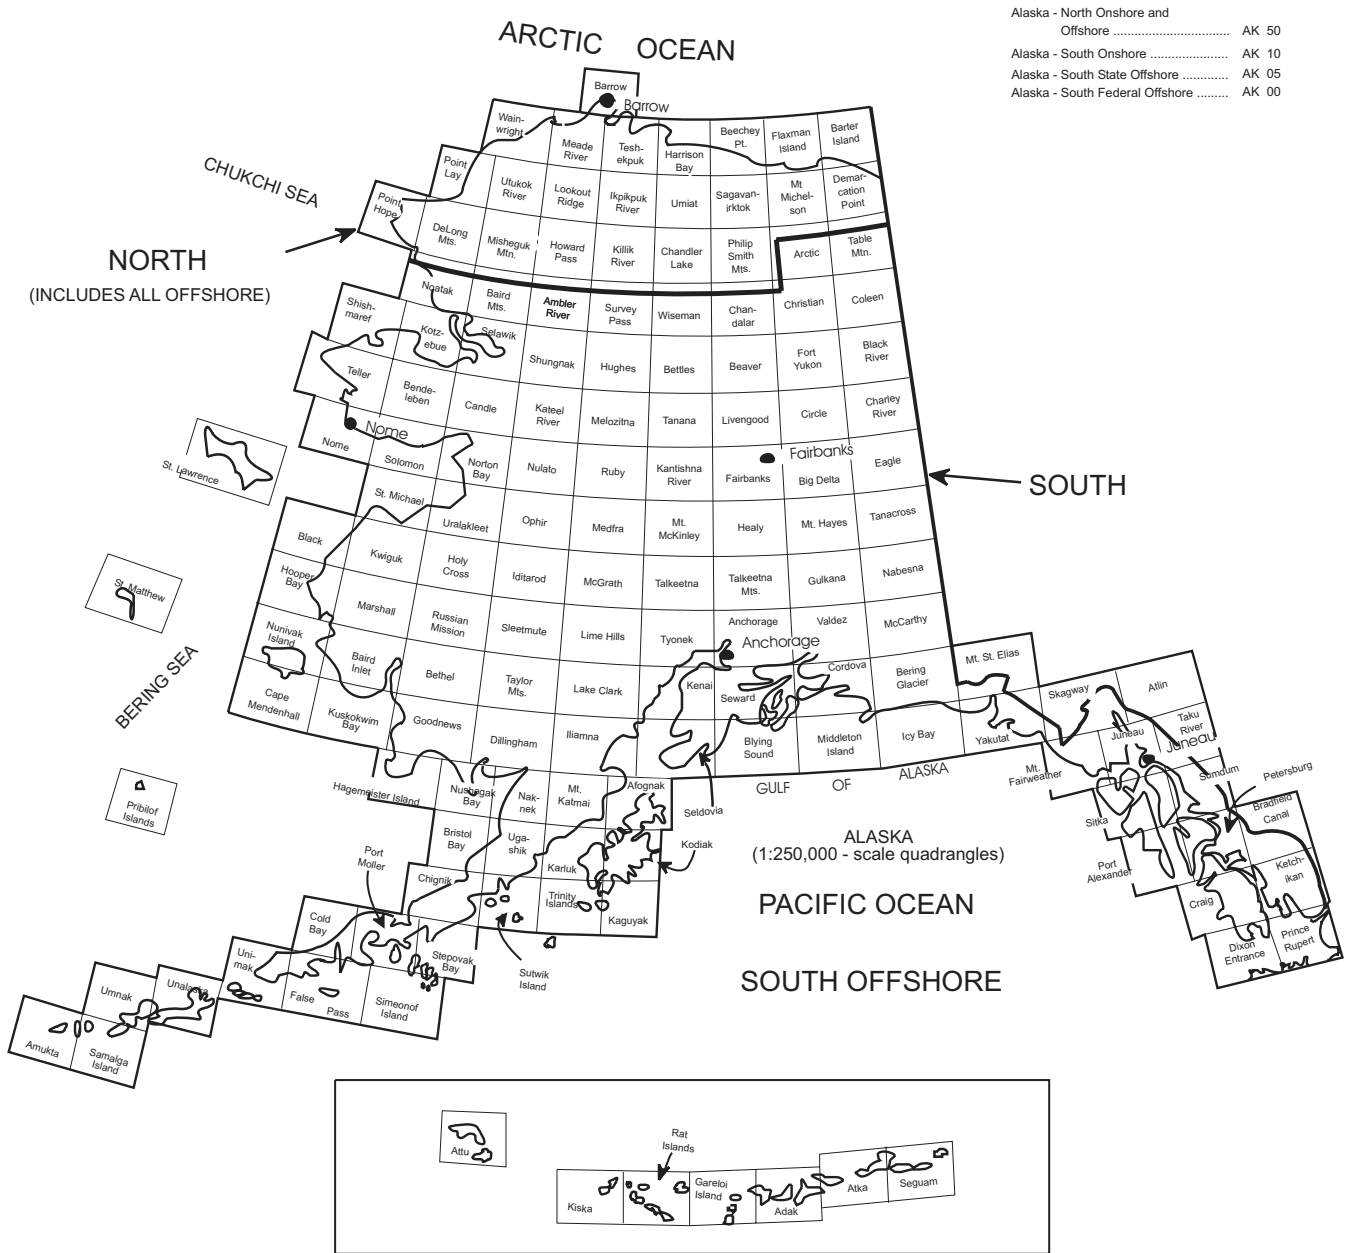 Alaska - North Onshore and
Offshore ................................ AK 50
Alaska - South Onshore ...................... AK 10
Alaska - South State Offshore ............. AK 05
Alaska - South Federal Offshore ......... AK 00
ARCTIC OCEAN
Barrow
Barrow
Wain-
wright
Meade
River
Tesh-
ekpuk
Harrison
Bay
Beechey
Pt.
Flaxman
Island
Barter
Island
CHUKCHI SEA
Point
Lay
Utukok
River
Lookout
Ridge
Ikpikpuk
River
Umiat
Sagavan-
irktok
Mt
Michel-
son
Demar-
cation
Point
Point
Hope
DeLong
Mts.
Misheguk
Mtn.
Howard
Pass
Killik
River
Chandler
Lake
Philip
Smith
Mts.
Arctic
Table
Mtn.
NORTH
(INCLUDES ALL OFFSHORE)
Noatak
Baird
Mts.
Ambler
River
Survey
Pass
Wiseman
Chan-
dalar
Christian
Coleen
Shish-
maref
Kotz-
ebue
Selawik
Shungnak
Hughes
Bettles
Beaver
Fort
Yukon
Black
River
Teller
Bende-
leben
Candle
Kateel
River
Melozitna
Tanana
Livengood
Circle
Charley
River
Nome
Nome
Solomon
Norton
Bay
Nulato
Ruby
Kantishna
River
Fairbanks
Fairbanks
Big Delta
Eagle
SOUTH
St. Lawrence
St. Michael
Uralakleet
Ophir
Medfra
Mt.
McKinley
Healy
Mt. Hayes
Tanacross
Black
Kwiguk
Holy
Cross
Iditarod
McGrath
Talkeetna
Talkeetna
Mts.
Gulkana
Nabesna
St. Matthew
Hooper
Bay
Marshall
Russian
Mission
Sleetmute
Lime Hills
Tyonek
Anchorage
Anchorage
Valdez
McCarthy
BERING SEA
Nunivak
Island
Baird
Inlet
Bethel
Taylor
Mts.
Lake Clark
Kenai
Seward
Cordova
Bering
Glacier
Mt. St. Elias
Skagway
Atlin
Cape
Mendenhall
Kuskokwim
Bay
Goodnews
Dillingham
Iliamna
Blying
Sound
Middleton
Island
Icy Bay
Yakutat
Juneau
Taku
River
Juneau
GULF OF ALASKA
Mt.
Fairweather
Sumdum
Petersburg
Pribilof
Islands
Hagemeister Island
Nushagak
Bay
Nak-
nek
Mt.
Katmai
Afognak
Seldovia
Sitka
Bradfield
Canal
Bristol
Bay
Uga-
shik
Karluk
Kodiak
ALASKA
(1:250,000 - scale quadrangles)
Port
Alexander
Ketch-
ikan
Port
Moller
Chignik
Trinity
Islands
Kaguyak
PACIFIC OCEAN
Craig
Cold
Bay
Stepovak
Bay
Sutwik
Island
Dixon
Entrance
Prince
Rupert
Uni-
mak
False
Pass
Simeonof
Island
SOUTH OFFSHORE
Umnak
Unalaska
Amukta
Samalga
Island
Attu
Rat
Islands
Kiska
Gareloi
Island
Adak
Atka
Seguam